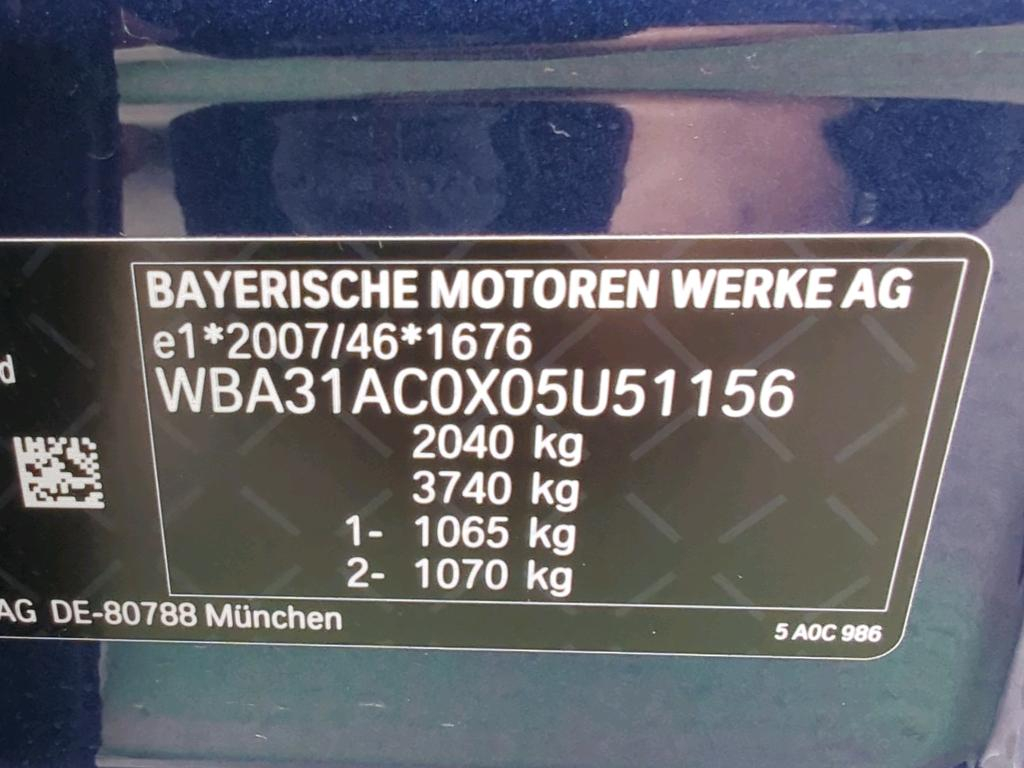 BAYERISCHE MOTOREN WERKE AG
e1*2007/46*1676
WBA31AC0X05U51156
2040 kg
3740 kg
1- 1065 kg
2- 1070 kg
AG DE-80788 München
5 A0C 986